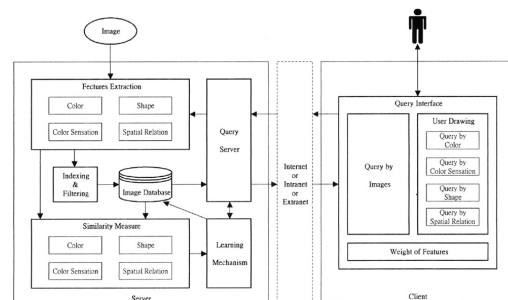 Image
Fectures Extraction
Color
Shape
Color Sensation
Spatial Relation
Query
Server
Indexing
&
Filtering
Image Database
Similarity Measure
Color
Shape
Color Sensation
Spatial Relation
Learning
Mechanism
Server
Internet
or
Intranet
or
Extranet
Query Interface
Query by
Images
User Drawing
Query by
Color
Query by
Color Sensation
Query by
Shape
Query by
Spatial Relation
Weight of Features
Client